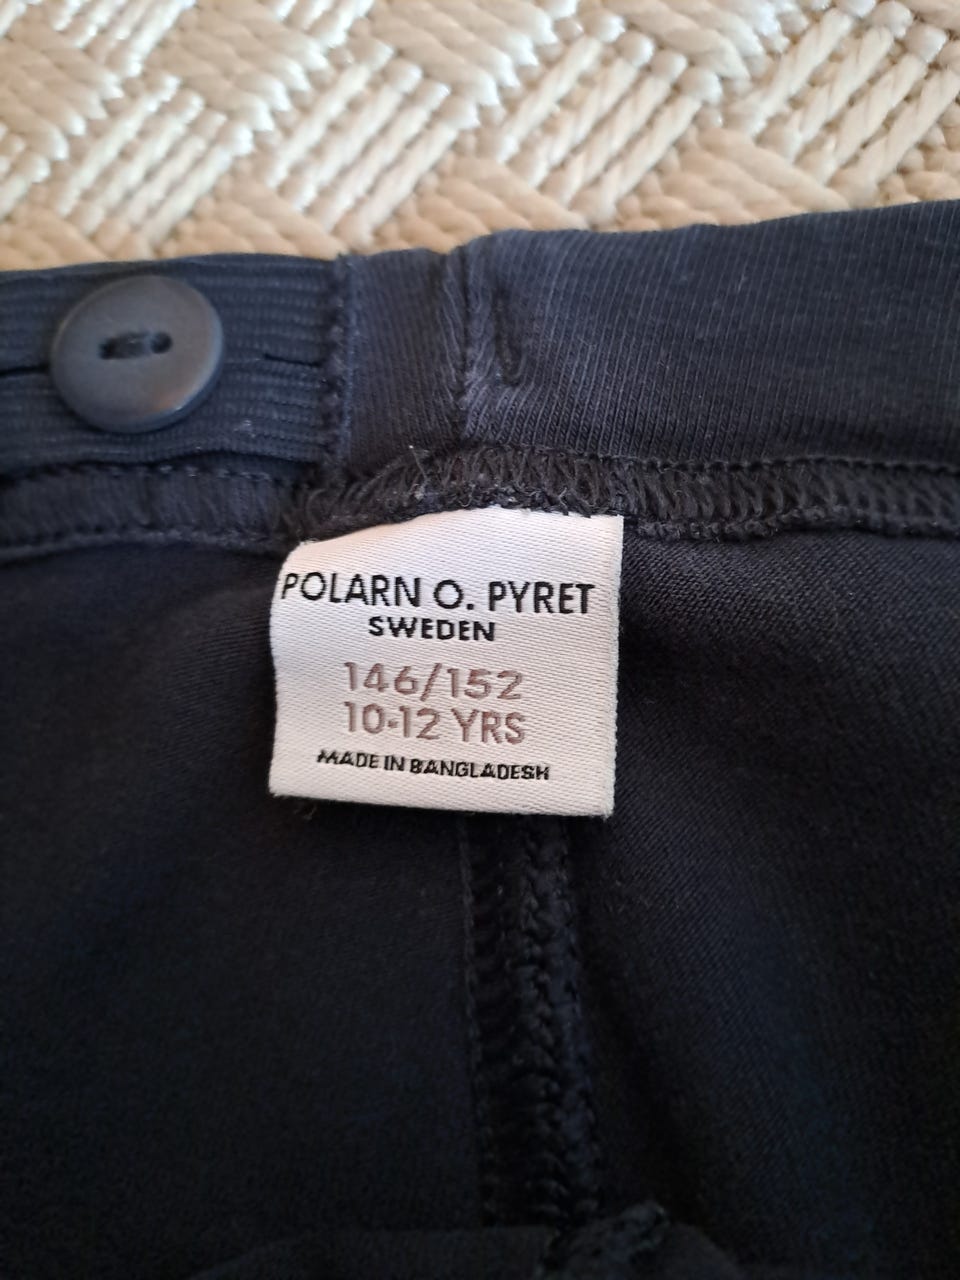 POLARN O. PYRET
SWEDEN
146/152
10-12 YRS
MADE IN BANGLADESH